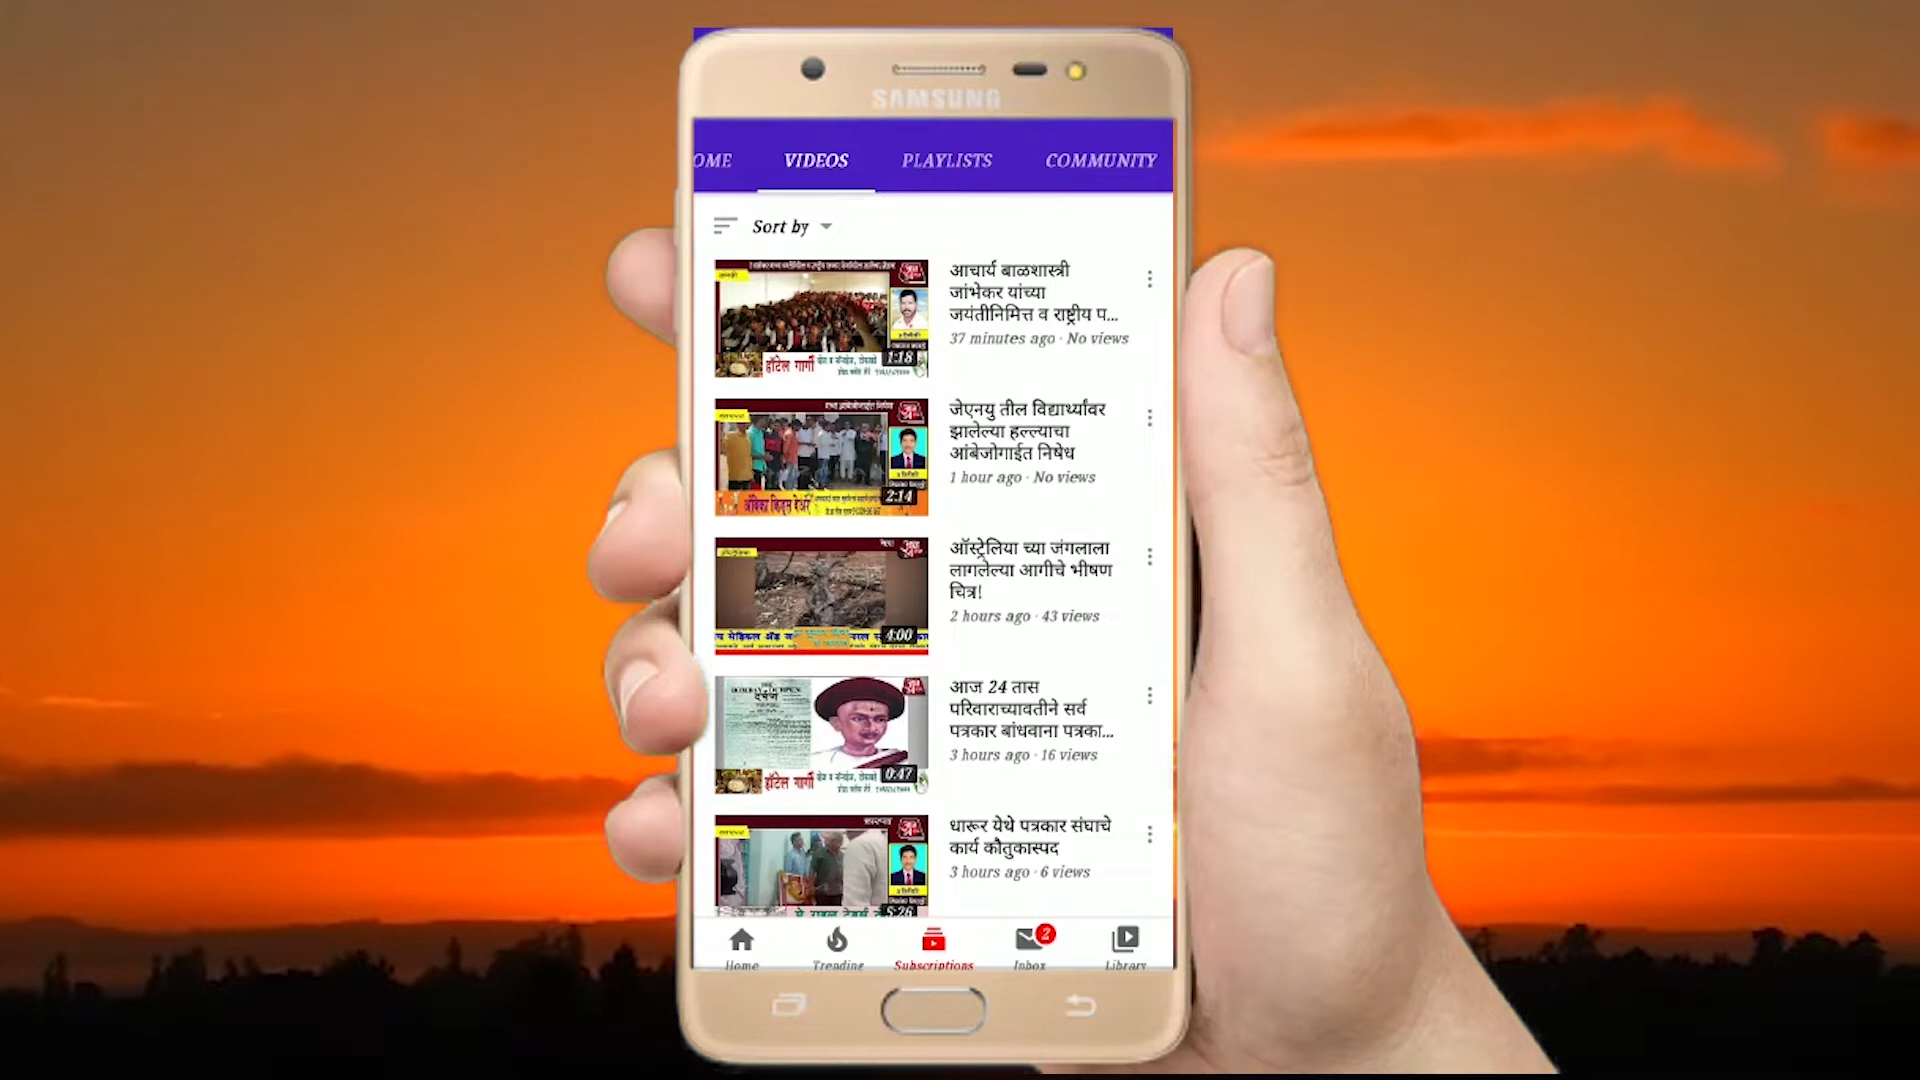 SAMSUNG
OME VIDEOS PLAYLISTS COMMUNITY
Sort by
आचार्य बाळशास्त्री
जांभेकर यांच्या
जयंतीनिमित्त व राष्ट्रीय प...
37 minutes ago · No views
हॉटेल गार्गी
1:18
जेएनयु तील विद्यार्थ्यांवर
झालेल्या हल्ल्याचा
आंबेजोगाईत निषेध
1 hour ago · No views
अंबिका किड्स वेअर
2:14
ऑस्ट्रेलिया च्या जंगलाला
लागलेल्या आगीचे भीषण
चित्र!
2 hours ago · 43 views
4:00
आज 24 तास
परिवाराच्यावतीने सर्व
पत्रकार बांधवाना पत्रका...
3 hours ago · 16 views
हॉटेल गार्गी
0:47
धारूर येथे पत्रकार संघाचे
कार्य कौतुकास्पद
3 hours ago · 6 views
5:26
2
Home Trending Subscriptions Inbox Library